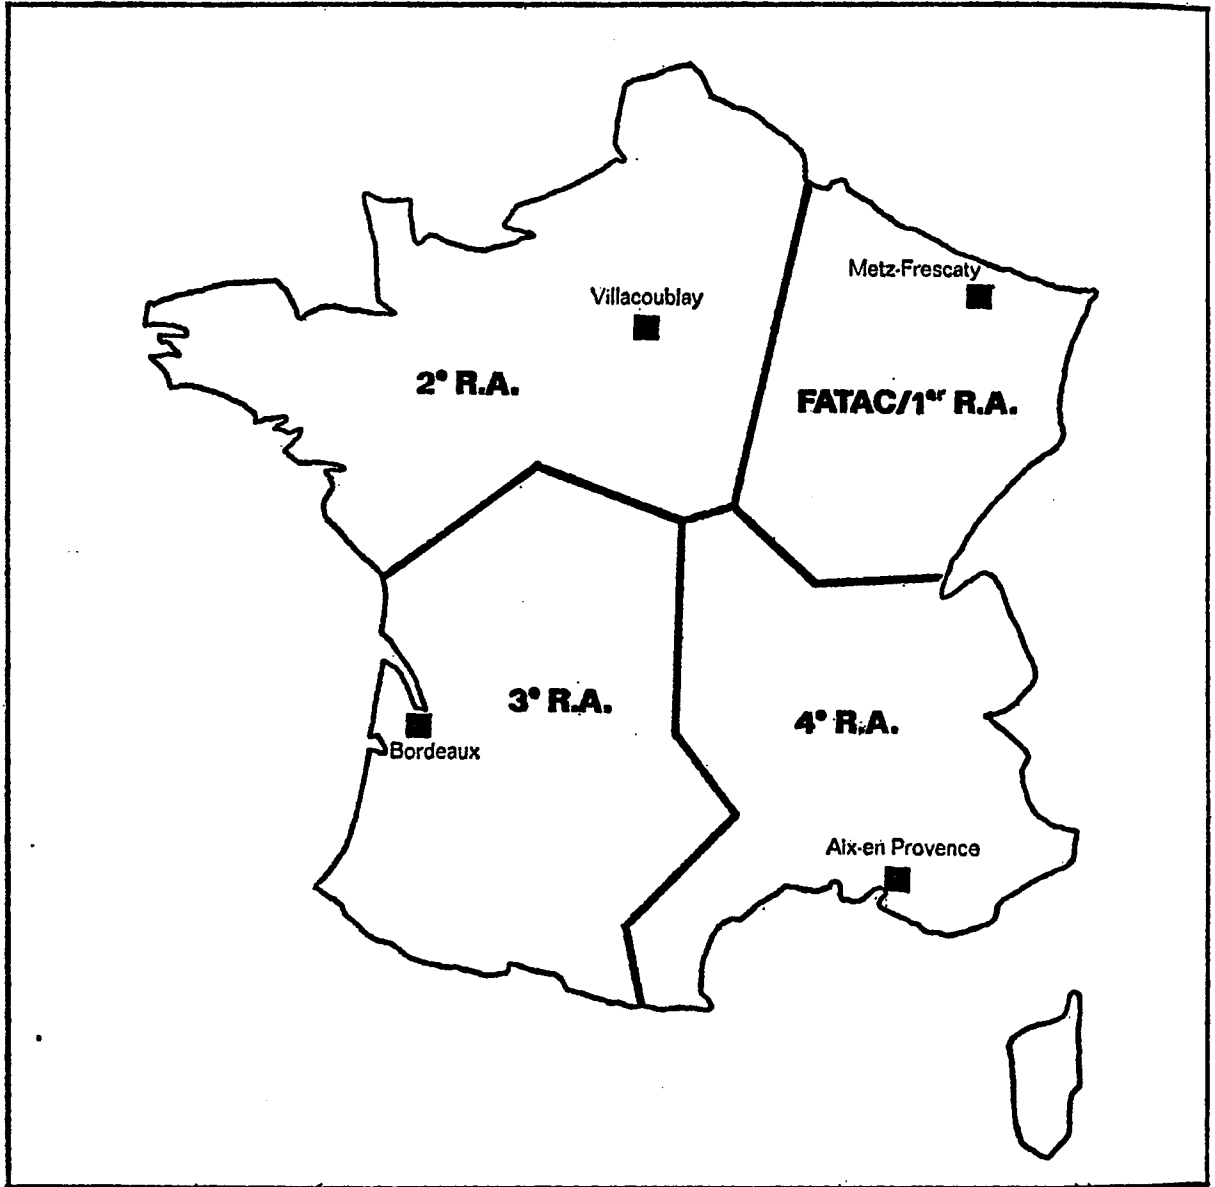 Metz-Frescaty
Villacoublay
2e R.A.
FATAC/1er R.A.
3e R.A.
4e R.A.
Bordeaux
Aix-en Provence